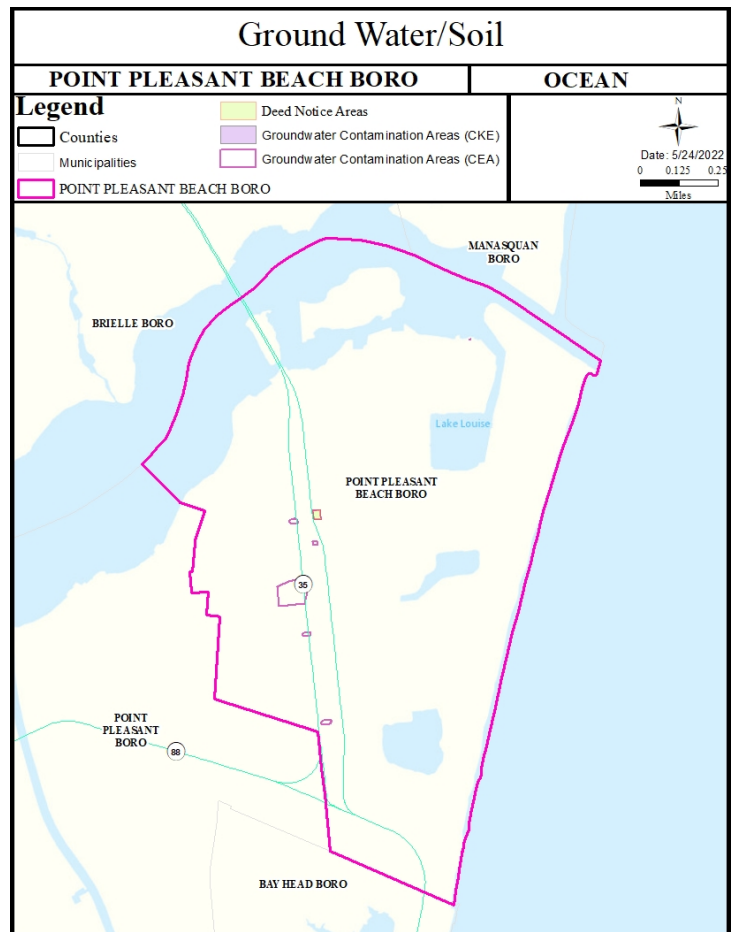 Ground Water/Soil
POINT PLEASANT BEACH BORO
OCEAN
Legend
Counties
Municipalities
POINT PLEASANT BEACH BORO
Deed Notice Areas
Groundwater Contamination Areas (CKE)
Groundwater Contamination Areas (CEA)
N
Date: 5/24/2022
0 0.125 0.25
Miles
MANASQUAN
BORO
BRIELLE BORO
Lake Louise
POINT PLEASANT
BEACH BORO
35
POINT
PLEASANT
BORO
88
BAY HEAD BORO